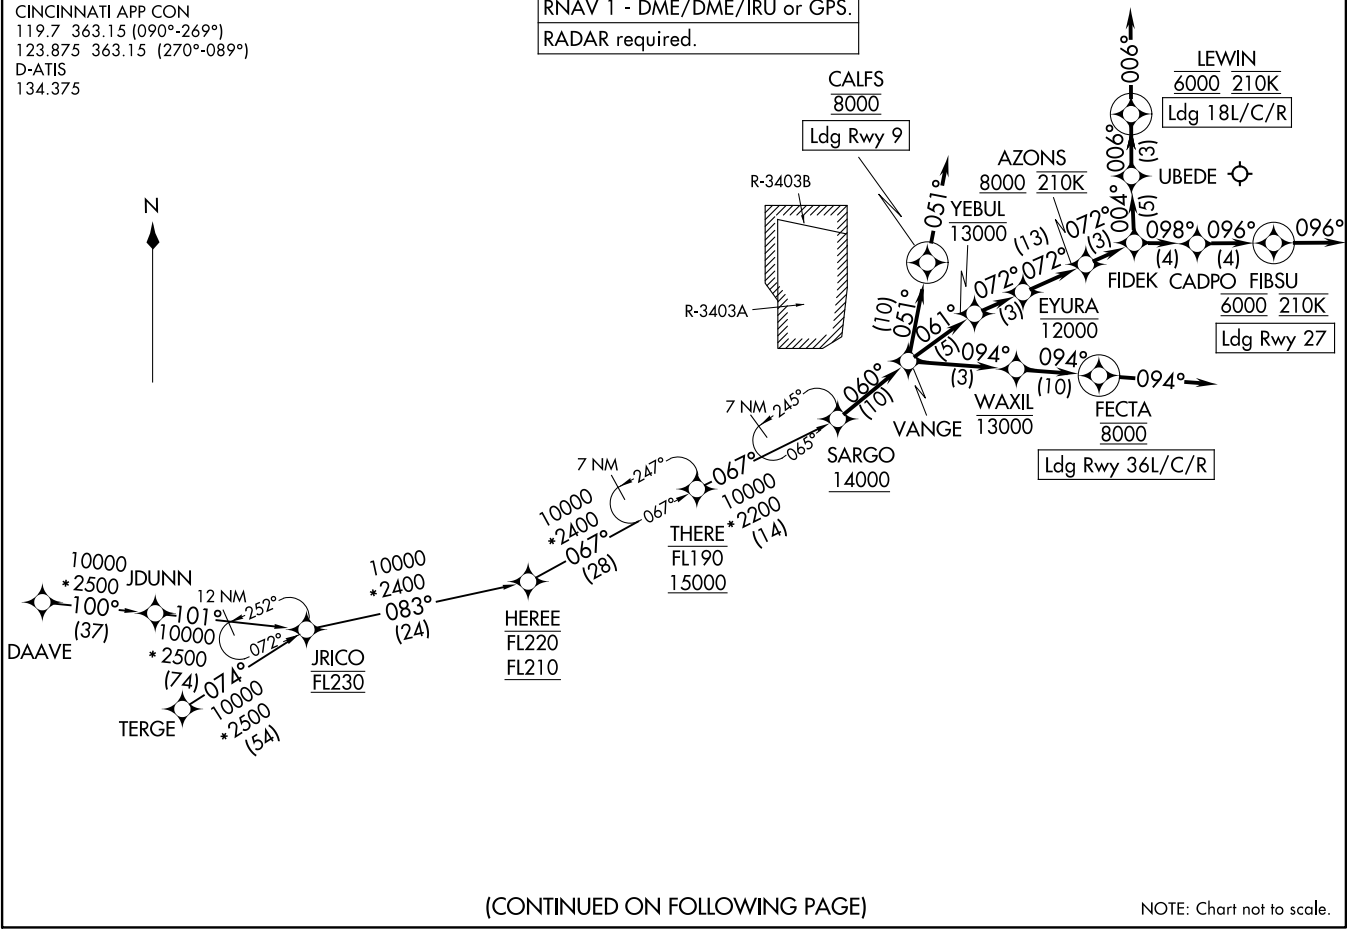 CINCINNATI APP CON
119.7 363.15 (090°-269°)
123.875 363.15 (270°-089°)
D-ATIS
134.375
RNAV 1 - DME/DME/IRU or GPS.
RADAR required.
CALFS
8000
Ldg Rwy 9
LEWIN
6000 210K
Ldg 18L/C/R
006°
006°
(3)
UBEDE
004°
(5)
AZONS
8000 210K
YEBUL
13000
R-3403B
R-3403A
N
051°
(10)
051°
061°
(5)
072°
(3)
(13)
072°
072°
(3)
098°
(4)
096°
(4)
096°
FIDEK
CADPO
FIBSU
6000 210K
Ldg Rwy 27
EYURA
12000
094°
(3)
094°
(10)
094°
WAXIL
13000
FECTA
8000
Ldg Rwy 36L/C/R
VANGE
060°
(10)
SARGO
14000
7 NM
245°
065°
067°
10000
*2200
(14)
THERE
FL190
15000
7 NM
247°
067°
10000
*2400
067°
(28)
HEREE
FL220
FL210
10000
*2400
083°
(24)
JRICO
FL230
12 NM
252°
072°
10000
*2500
100°
(37)
DAAVE
JDUNN
101°
10000
*2500
(74)
074°
10000
*2500
(54)
TERGE
(CONTINUED ON FOLLOWING PAGE)
NOTE: Chart not to scale.